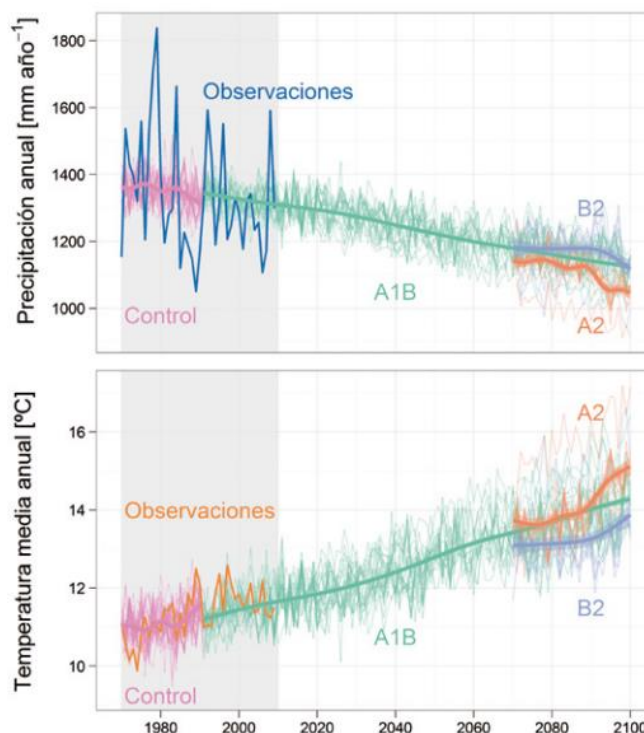 Precipitación anual [mm año⁻¹]
1800
1600
1400
1200
1000
Observaciones
Control
A1B
B2
A2
Temperatura media anual [ºC]
16
14
12
10
Observaciones
Control
A1B
A2
B2
1980
2000
2020
2040
2060
2080
2100